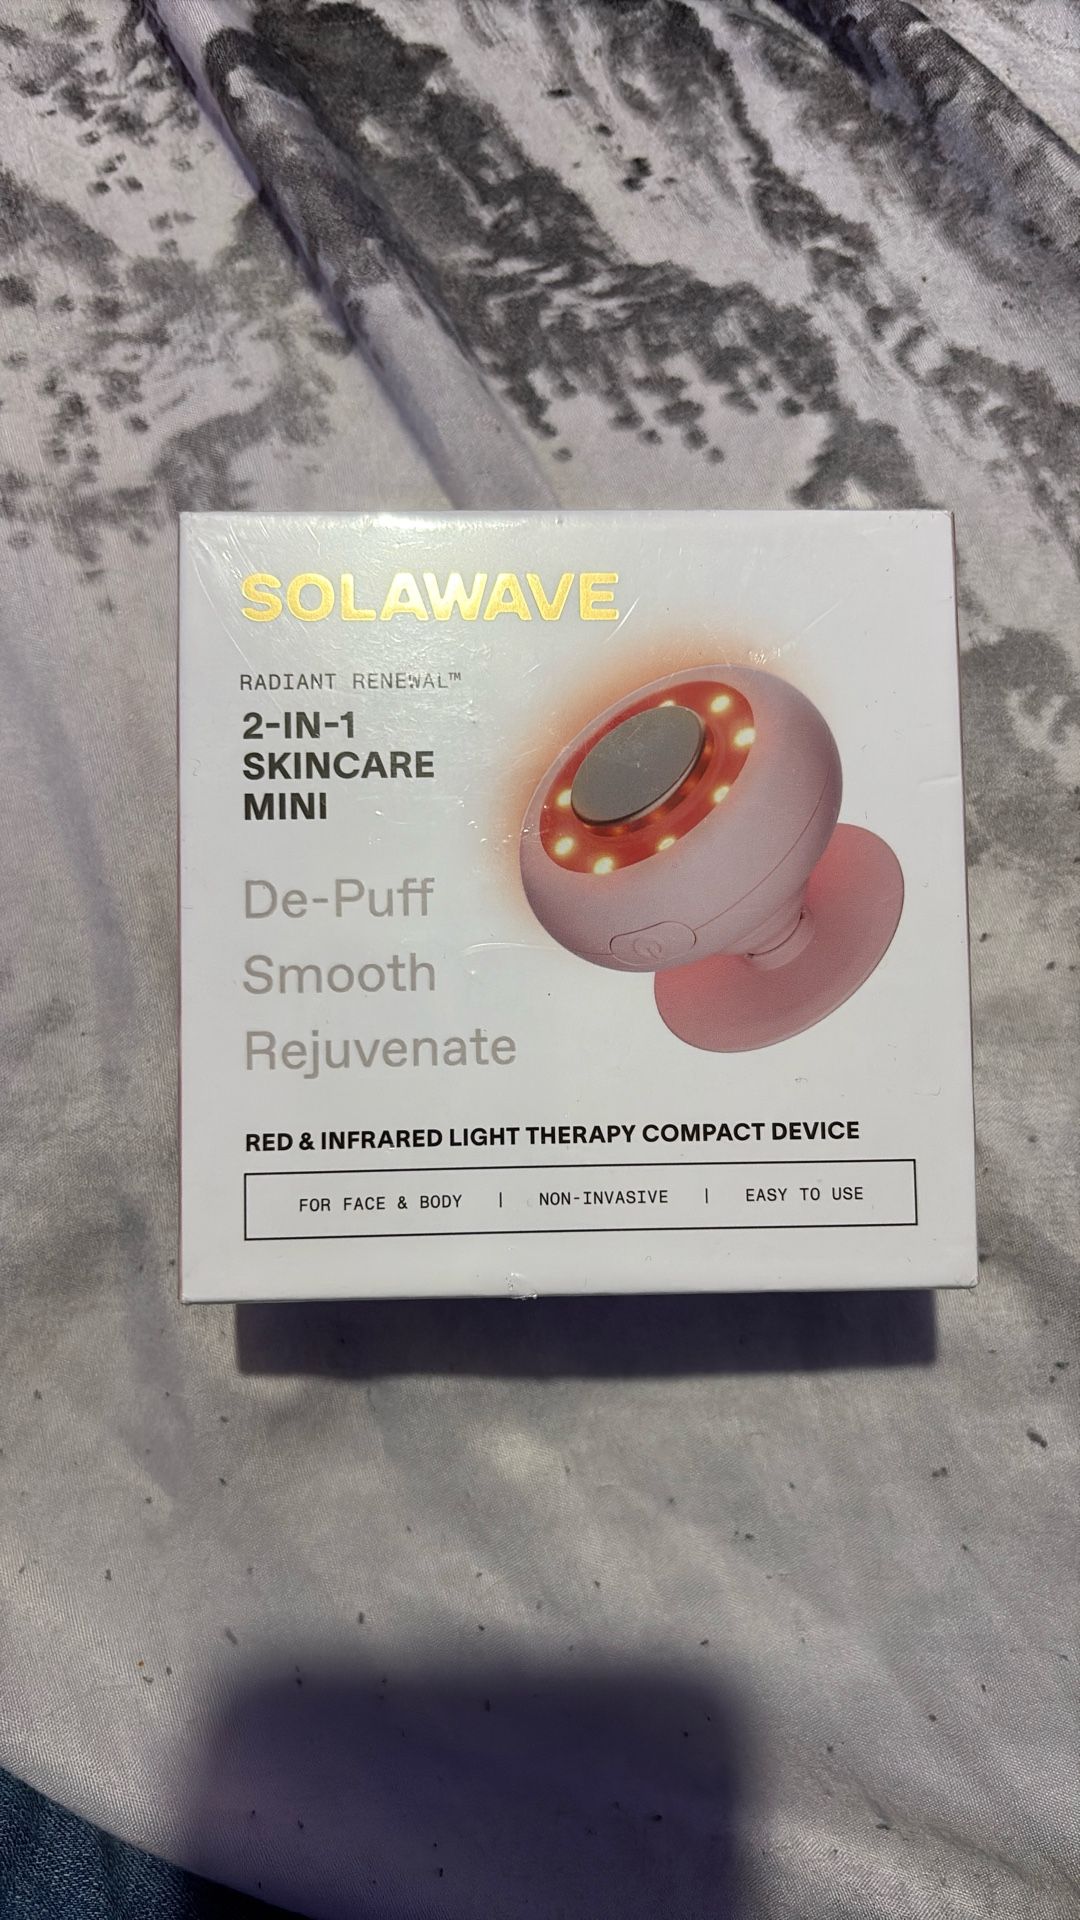 SOLAWAVE
RADIANT RENEWAL™
2-IN-1
SKINCARE
MINI
De-Puff
Smooth
Rejuvenate
RED & INFRARED LIGHT THERAPY COMPACT DEVICE
FOR FACE & BODY | NON-INVASIVE | EASY TO USE